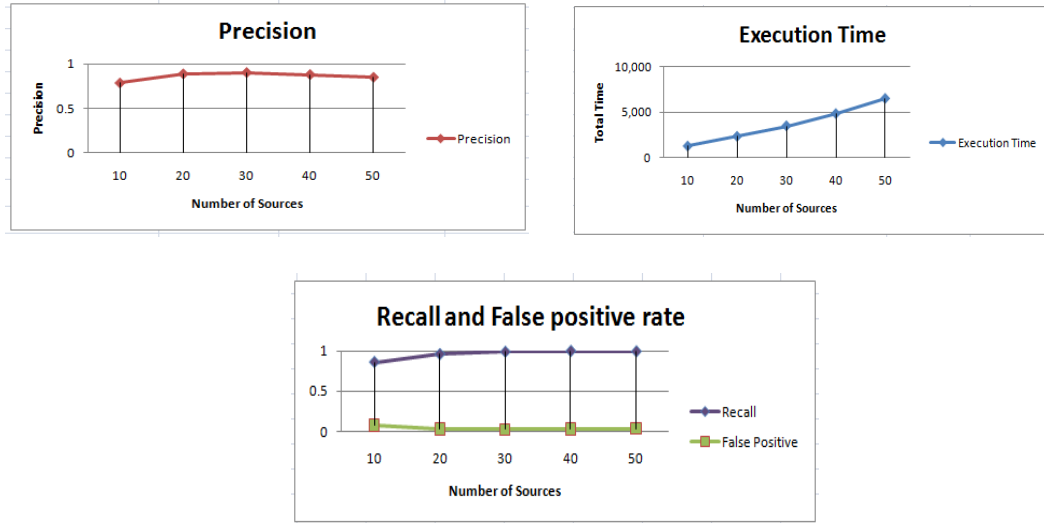 Precision
1
0.5
0
Precision
10 20 30 40 50
Number of Sources
Precision
Execution Time
10,000
5,000
0
Total Time
10 20 30 40 50
Number of Sources
Execution Time
Recall and False positive rate
1
0.5
0
10 20 30 40 50
Number of Sources
Recall
False Positive